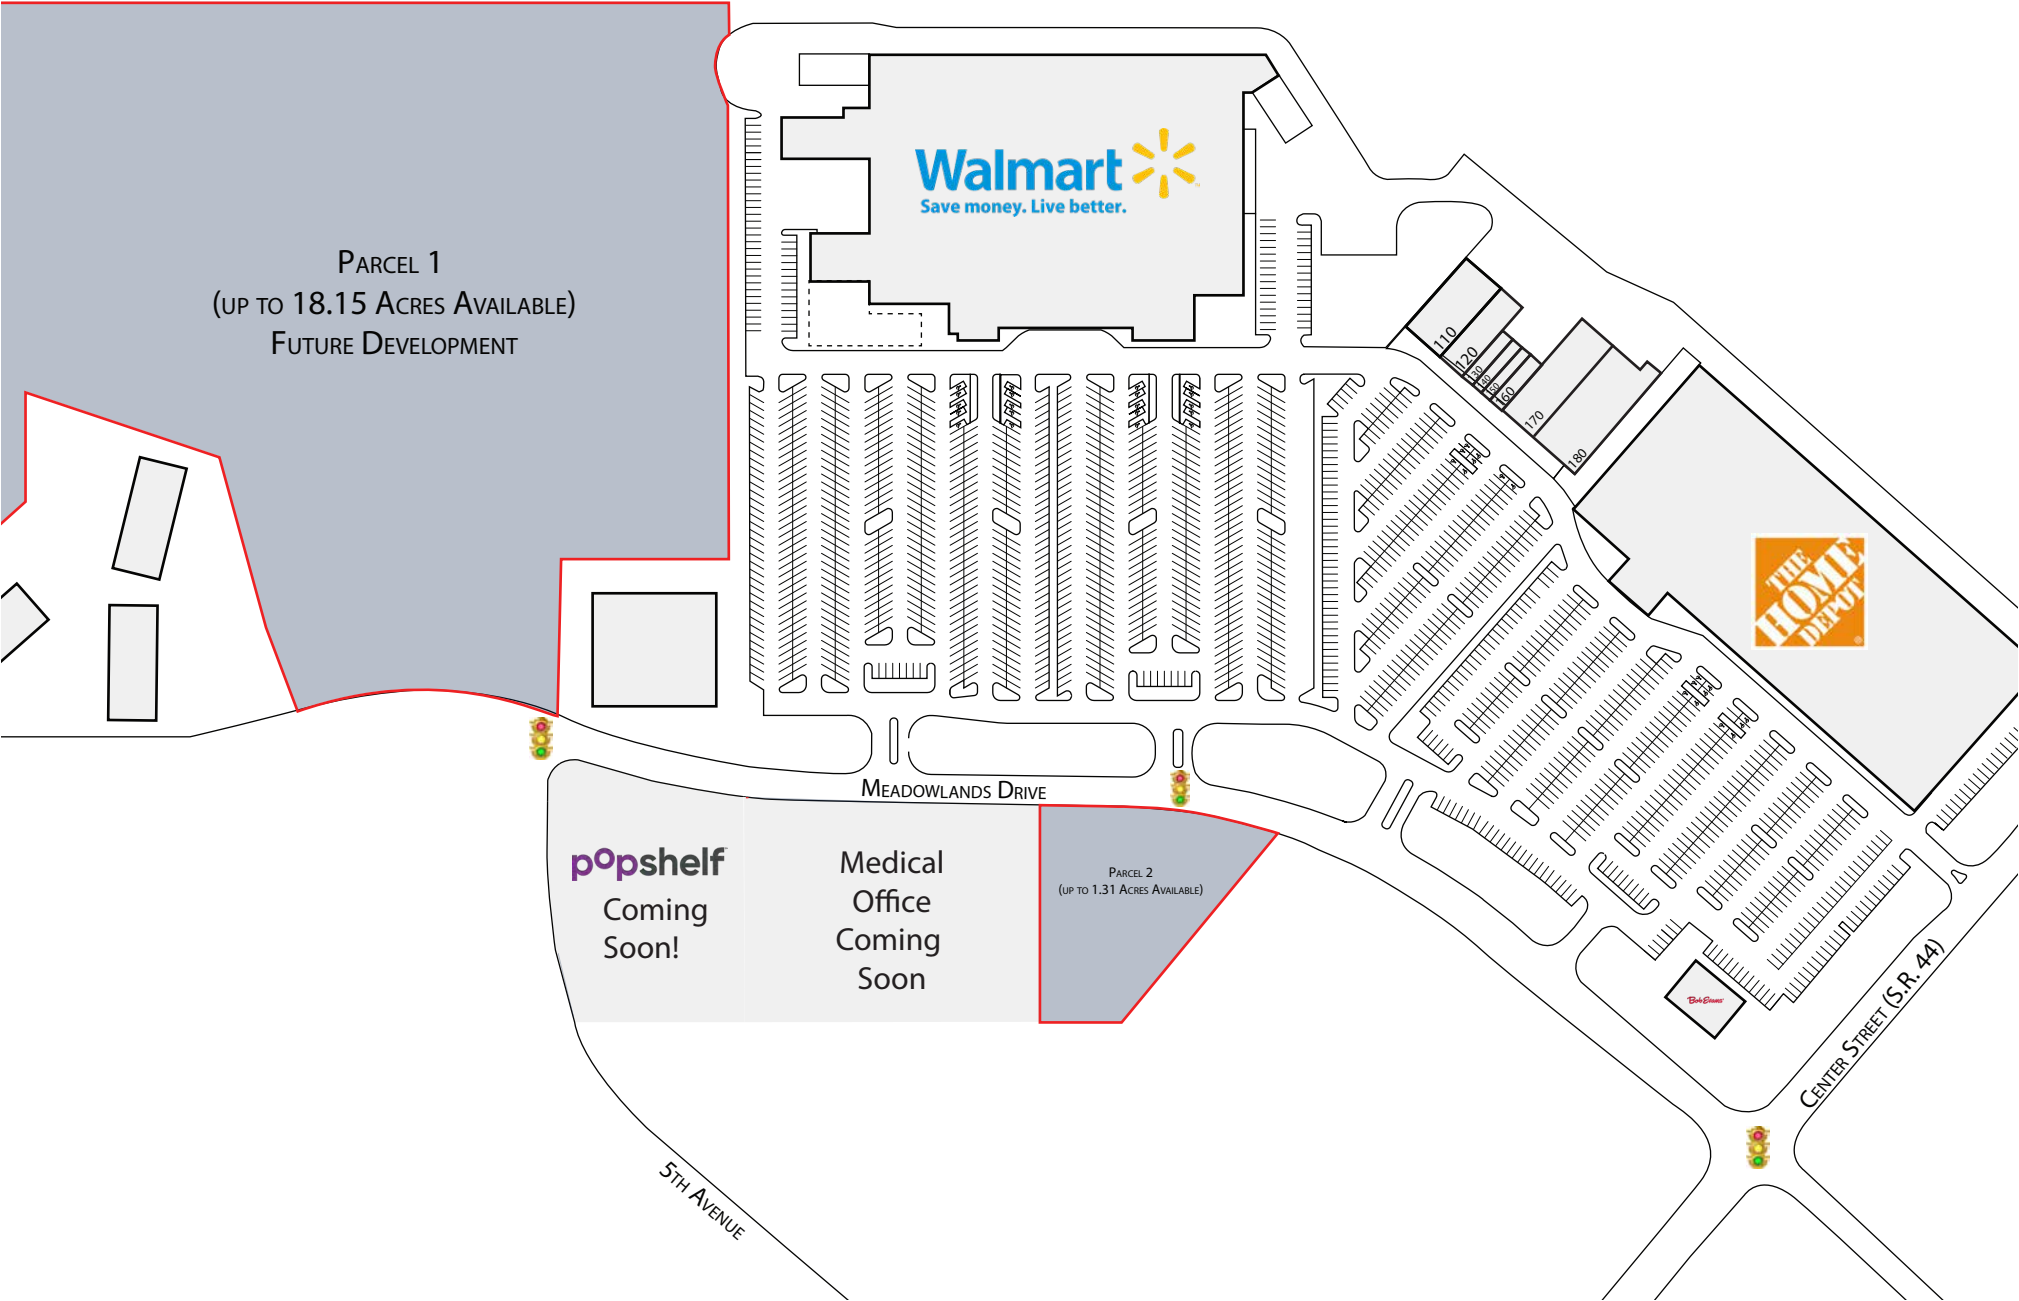 PARCEL 1
(UP TO 18.15 ACRES AVAILABLE)
FUTURE DEVELOPMENT
Walmart
Save money. Live better.
110
120
130
140
150
160
170
180
THE
HOME
DEPOT
MEADOWLANDS DRIVE
popshelf
Coming
Soon!
Medical
Office
Coming
Soon
PARCEL 2
(UP TO 1.31 ACRES AVAILABLE)
Bob Evans
CENTER STREET (S.R. 44)
5TH AVENUE